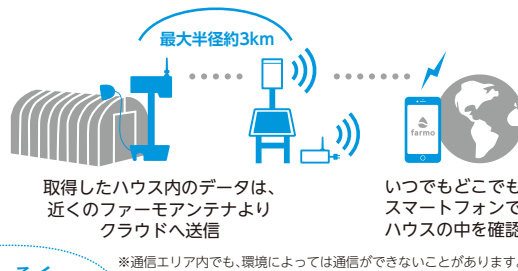 最大半径約3km
farmo
取得したハウス内のデータは、
近くのファーモアンテナより
クラウドへ送信
いつでもどこでも
スマートフォンで
ハウスの中を確認
※通信エリア内でも、環境によっては通信ができないことがあります。